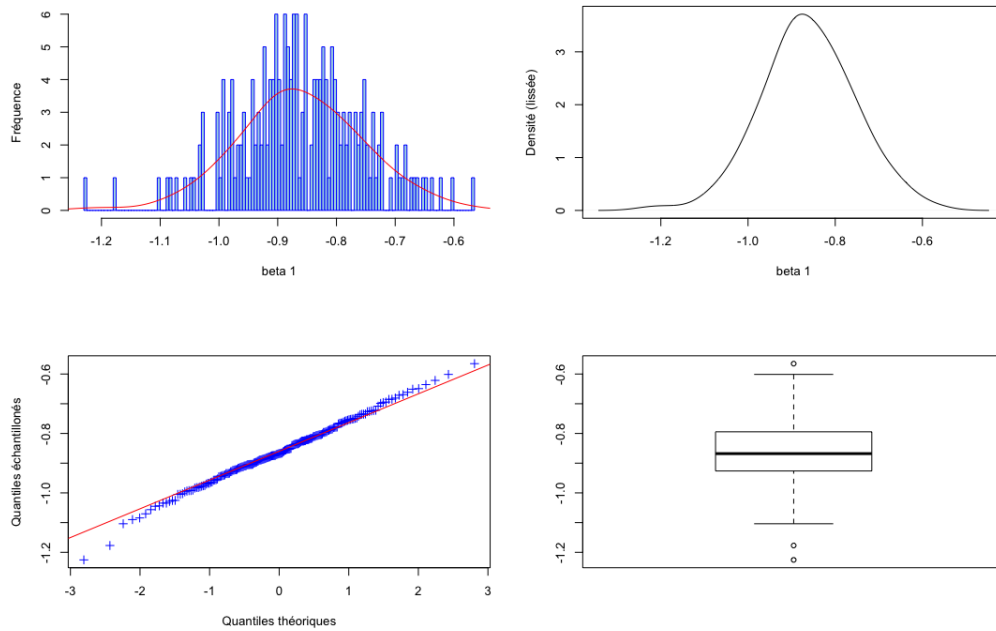 Fréquence
6
5
4
3
2
1
0
-1.2 -1.1 -1.0 -0.9 -0.8 -0.7 -0.6
beta 1
Densité (lissée)
3
2
1
0
-1.2 -1.0 -0.8 -0.6
beta 1
Quantiles échantillonés
-0.6
-0.8
-1.0
-1.2
-3 -2 -1 0 1 2 3
Quantiles théoriques
-0.6
-0.8
-1.0
-1.2